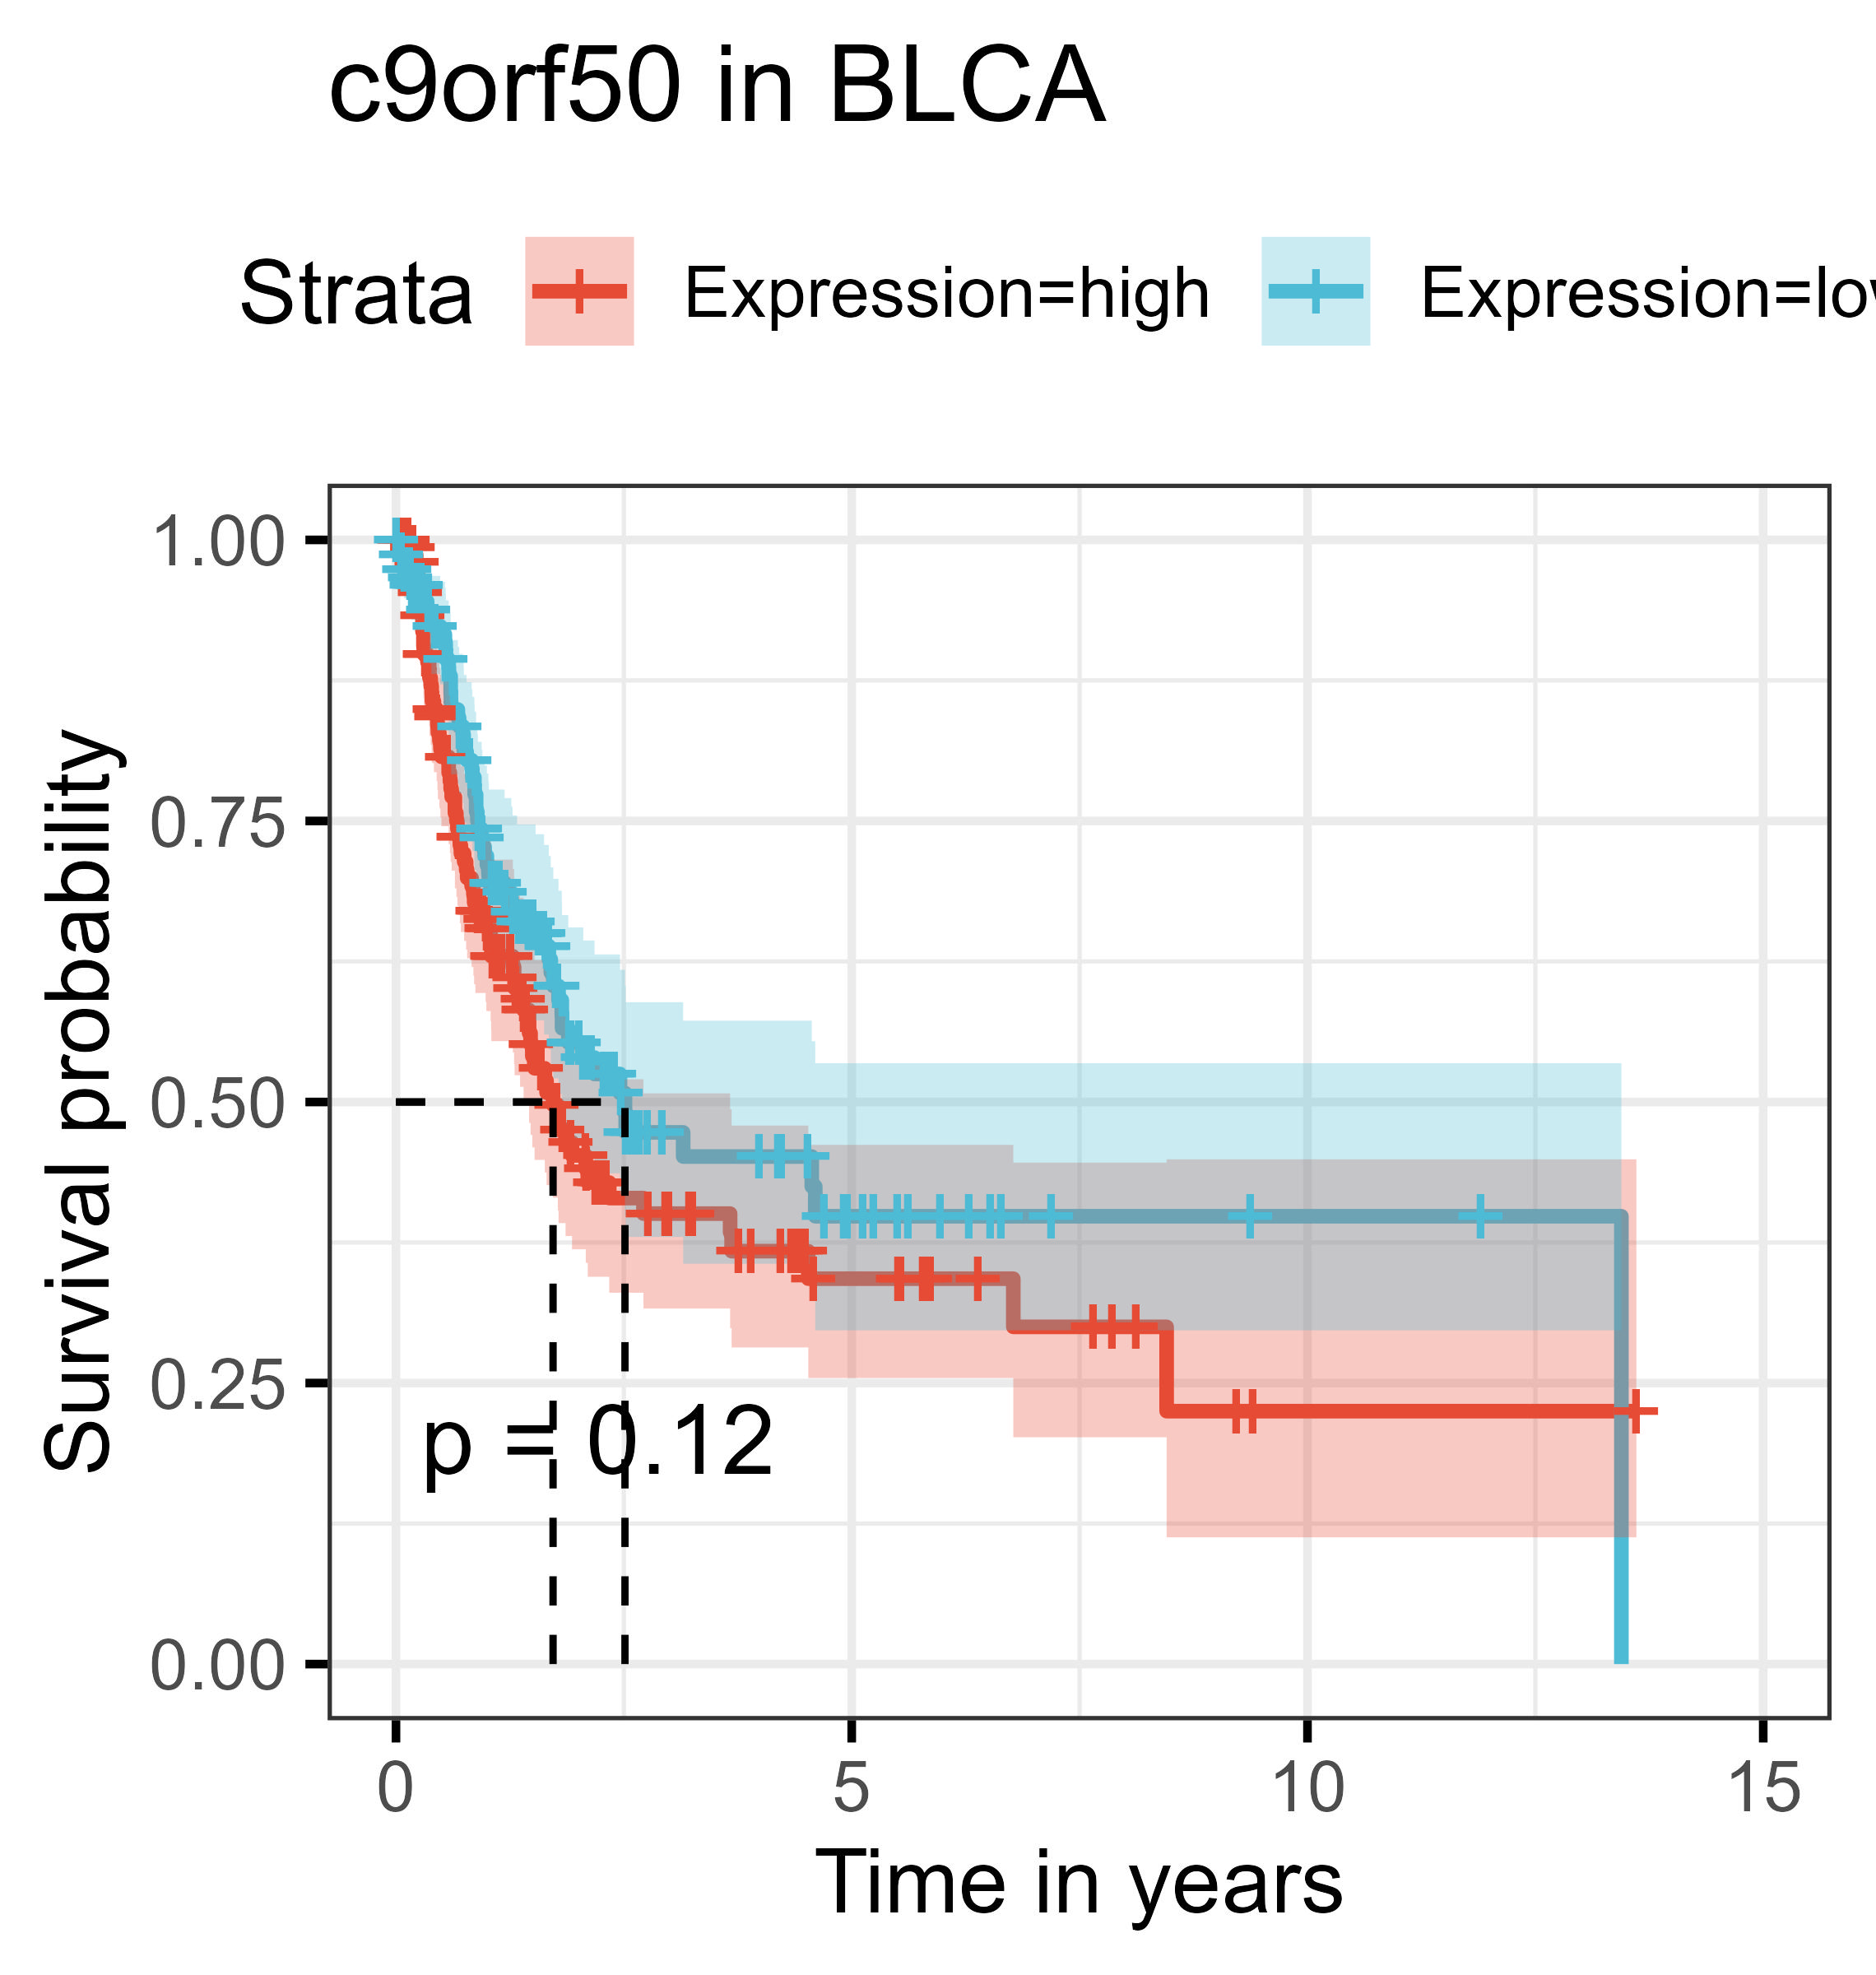 c9orf50 in BLCA
Strata Expression=high Expression=lov
Survival probability
1.00
0.75
0.50
0.25
0.00
p = 0.12
0 5 10 15
Time in years